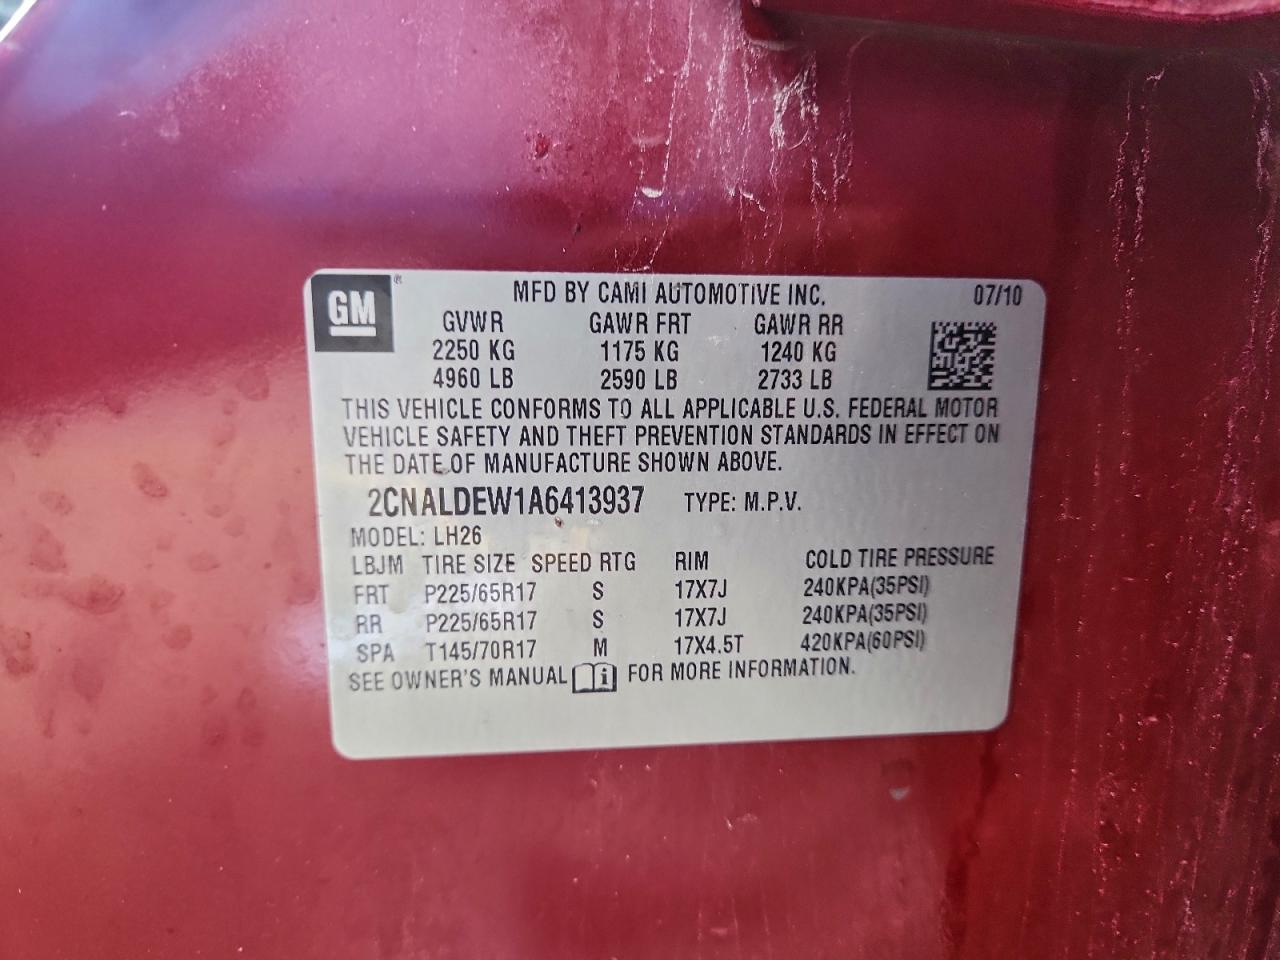 GM ®
MFD BY CAMI AUTOMOTIVE INC. 07/10
GVWR GAWR FRT GAWR RR
2250 KG 1175 KG 1240 KG
4960 LB 2590 LB 2733 LB
THIS VEHICLE CONFORMS TO ALL APPLICABLE U.S. FEDERAL MOTOR
VEHICLE SAFETY AND THEFT PREVENTION STANDARDS IN EFFECT ON
THE DATE OF MANUFACTURE SHOWN ABOVE.
2CNALDEW1A6413937 TYPE: M.P.V.
MODEL: LH26
LBJM TIRE SIZE SPEED RTG RIM COLD TIRE PRESSURE
FRT P225/65R17 S 17X7J 240KPA(35PSI)
RR P225/65R17 S 17X7J 240KPA(35PSI)
SPA T145/70R17 M 17X4.5T 420KPA(60PSI)
SEE OWNER'S MANUAL i FOR MORE INFORMATION.